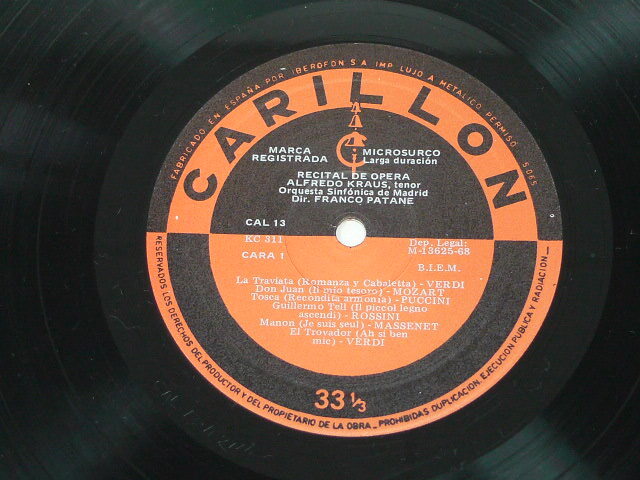 FABRICADO EN ESPAÑA POR IBEROFON S A IMP LUJO A METALICO PERMISO 5065
CARILLON
MARCA
REGISTRADA
MICROSURCO
Larga duración
RECITAL DE OPERA
ALFREDO KRAUS, tenor
Orquesta Sinfónica de Madrid
Dir. FRANCO PATANE
CAL 13
KC 311
CARA 1
Dep. Legal:
M-13625-68
B.I.E.M.
La Traviata (Romanza y Cabaletta) - VERDI
Don Juan (Il mio tesoro) - MOZART
Tosca (Recondita armonia) - PUCCINI
Guillermo Tell (Il piccol legno
ascendi) - ROSSINI
Manon (Je suis seul) - MASSENET
El Trovador (Ah si ben
mio) - VERDI
33 1/3
RESERVADOS LOS DERECHOS DEL PRODUCTOR Y DEL PROPIETARIO DE LA OBRA_PROHIBIDAS DUPLICACION, EJECUCION PUBLICA Y RADIACION_